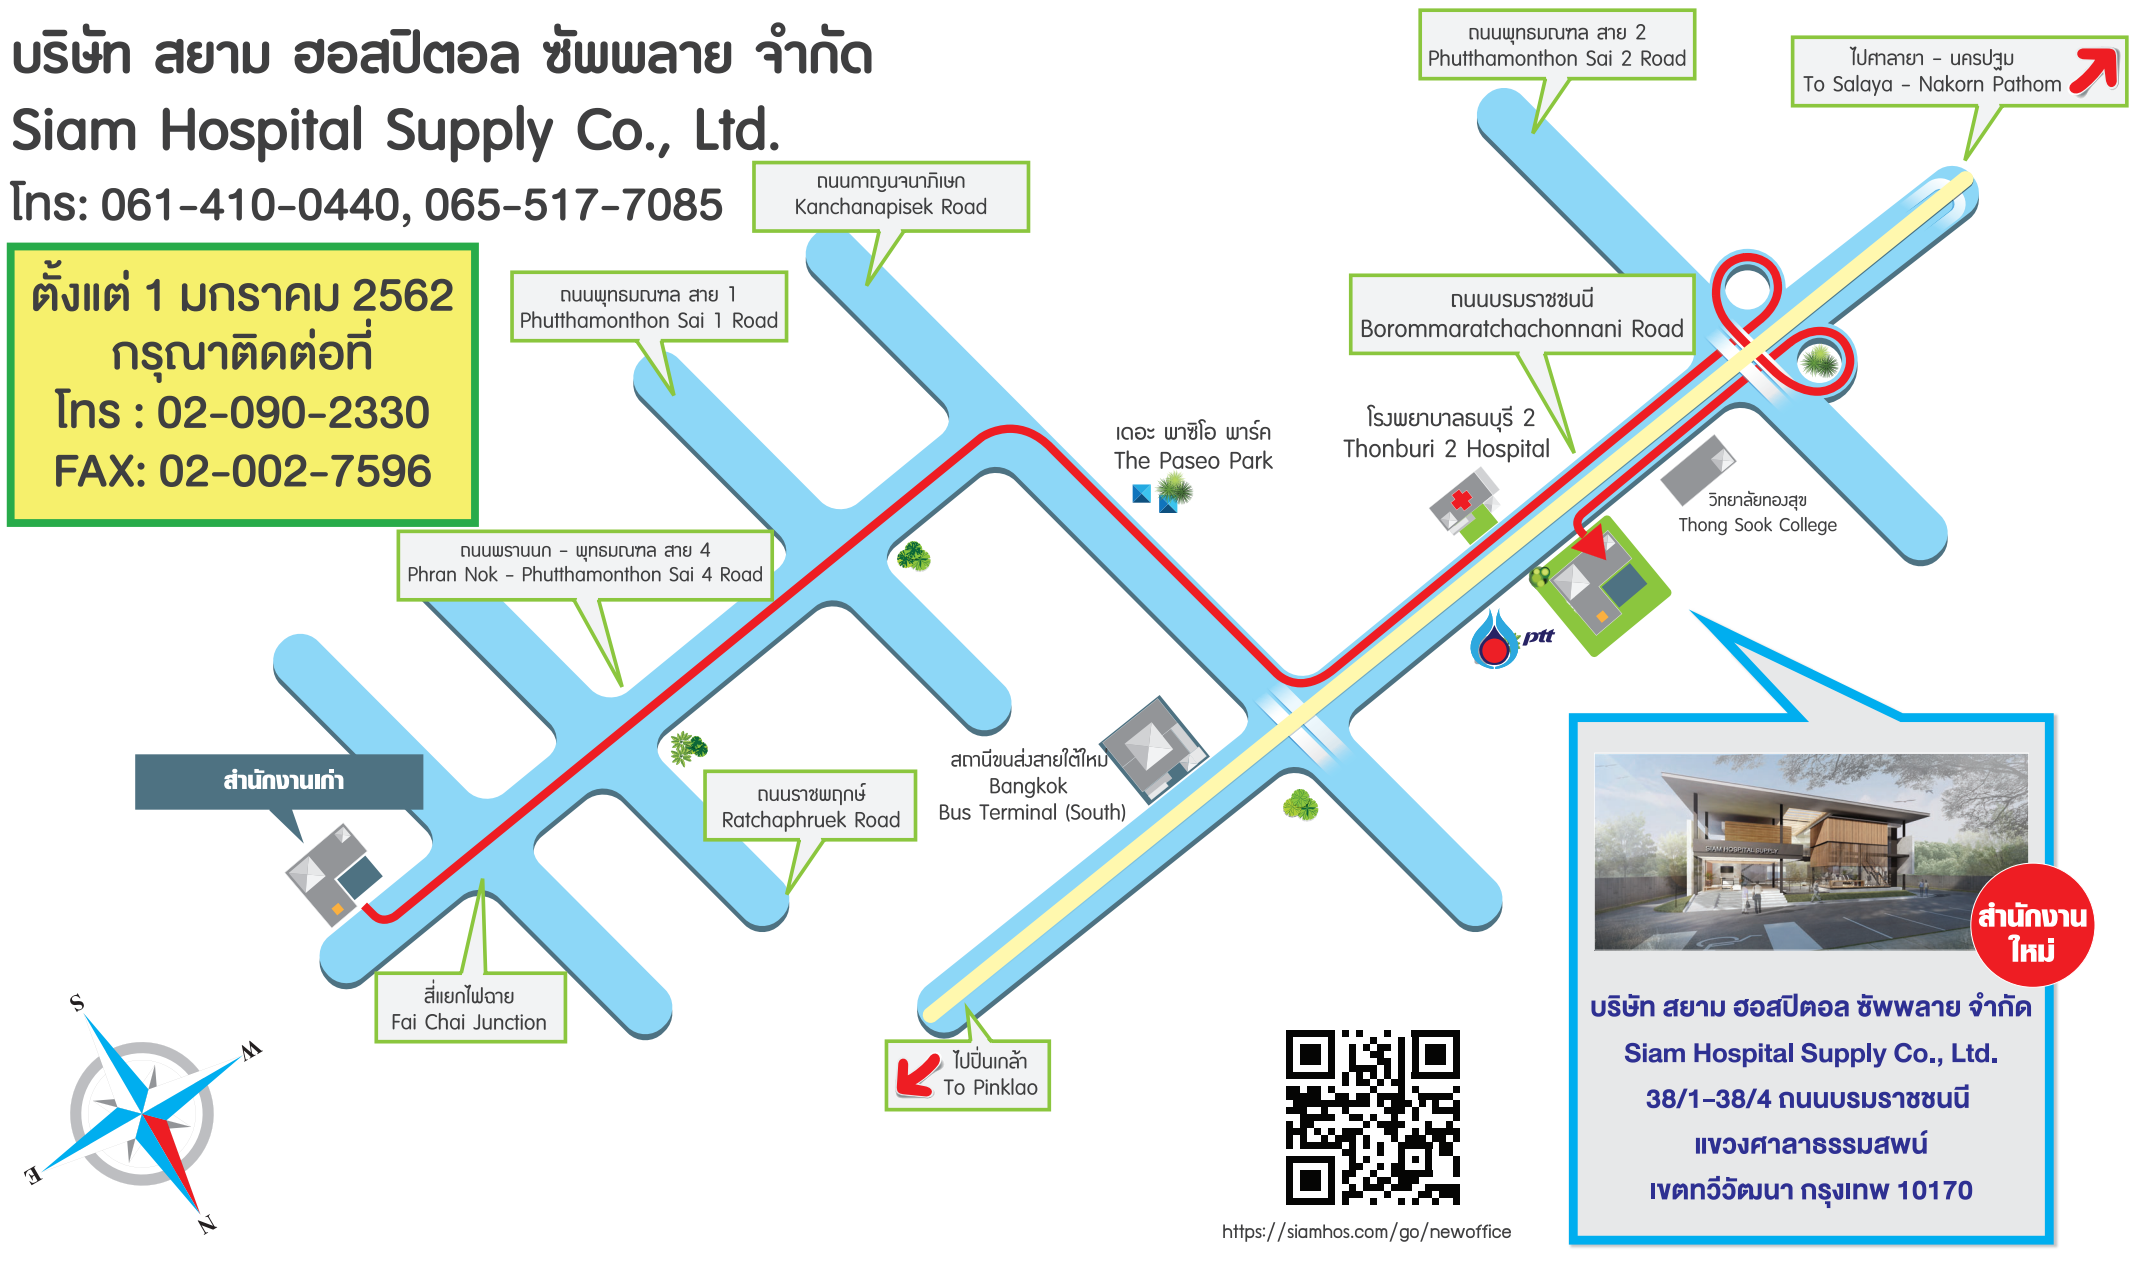 บริษัท สยาม ฮอสปิตอล ซัพพลาย จำกัด
Siam Hospital Supply Co., Ltd.
โทร: 061-410-0440, 065-517-7085
ตั้งแต่ 1 มกราคม 2562
กรุณาติดต่อที่
โทร : 02-090-2330
FAX: 02-002-7596
ถนนพุทธมณฑล สาย 2
Phutthamonthon Sai 2 Road
ไปศาลายา - นครปฐม
To Salaya - Nakorn Pathom
ถนนกาญจนาภิเษก
Kanchanapisek Road
ถนนพุทธมณฑล สาย 1
Phutthamonthon Sai 1 Road
ถนนบรมราชชนนี
Borommaratchachonnani Road
เดอะ พาซิโอ พาร์ค
The Paseo Park
โรงพยาบาลธนบุรี 2
Thonburi 2 Hospital
วิทยาลัยทองสุข
Thong Sook College
ถนนพรานนก - พุทธมณฑล สาย 4
Phran Nok - Phutthamonthon Sai 4 Road
ptt
สำนักงานเก่า
สถานีขนส่งสายใต้ใหม่
Bangkok
Bus Terminal (South)
ถนนราชพฤกษ์
Ratchaphruek Road
สี่แยกไฟฉาย
Fai Chai Junction
ไปปิ่นเกล้า
To Pinklao
S
W
E
N
https://siamhos.com/go/newoffice
SIAM HOSPITAL SUPPLY
สำนักงาน
ใหม่
บริษัท สยาม ฮอสปิตอล ซัพพลาย จำกัด
Siam Hospital Supply Co., Ltd.
38/1-38/4 ถนนบรมราชชนนี
แขวงศาลาธรรมสพน์
เขตทวีวัฒนา กรุงเทพ 10170